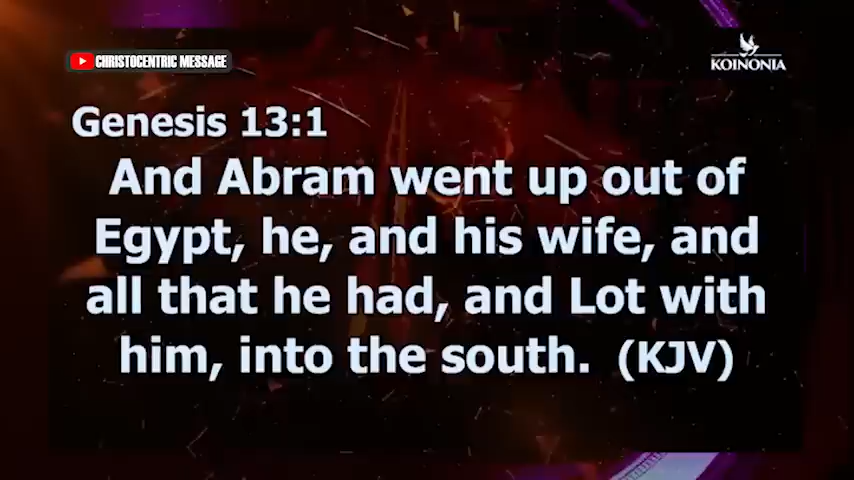 CHRISTOCENTRIC MESSAGE
KOINONIA
Genesis 13:1
And Abram went up out of
Egypt, he, and his wife, and
all that he had, and Lot with
him, into the south. (KJV)